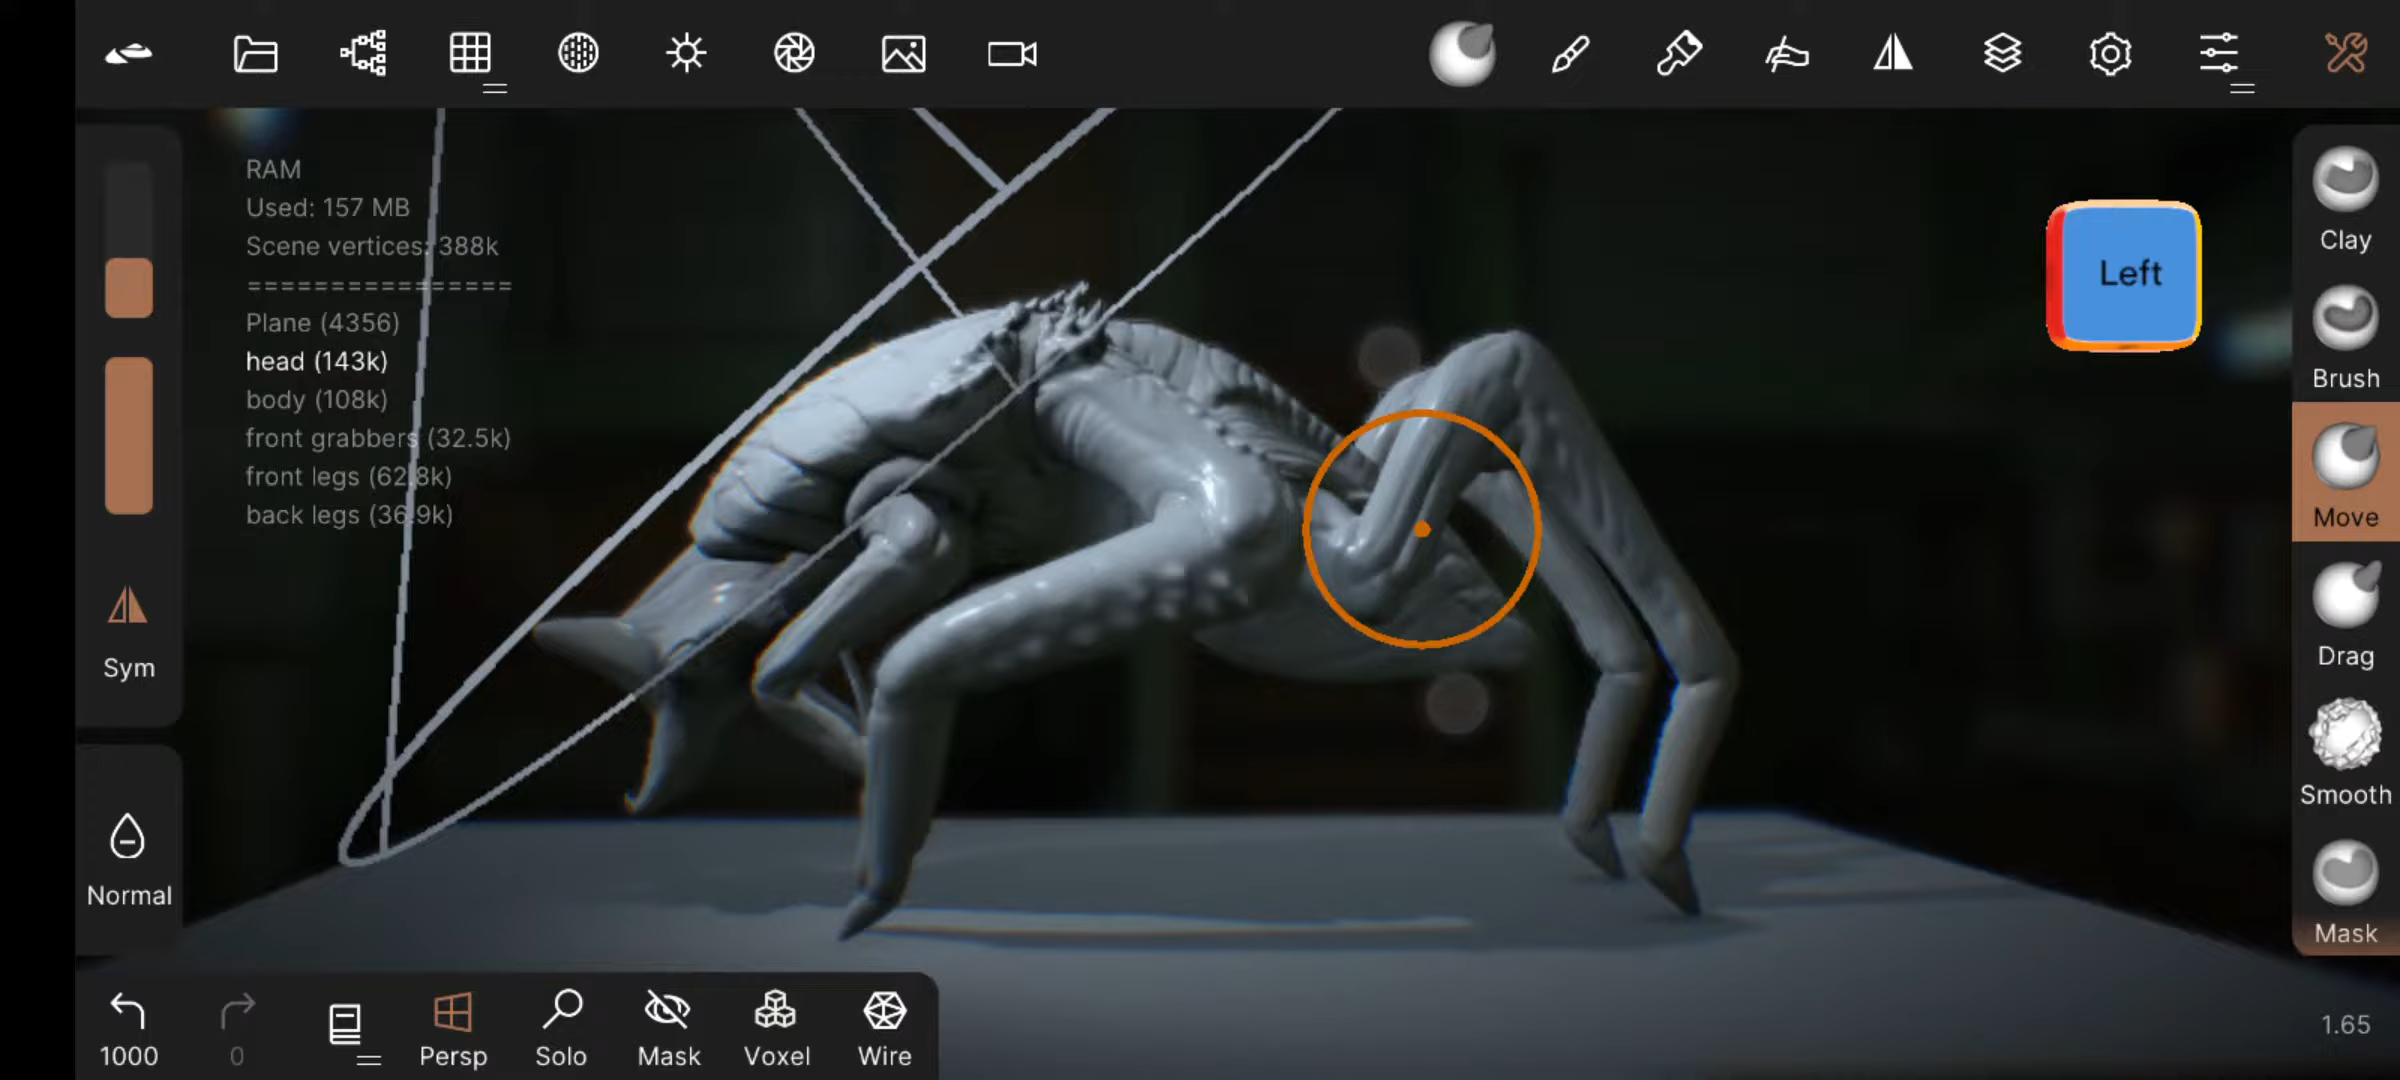 RAM
Used: 157 MB
Scene vertices: 388k
================
Plane (4356)
head (143k)
body (108k)
front grabbers (32.5k)
front legs (62.8k)
back legs (36.9k)
Sym
Normal
Left
Clay
Brush
Move
Drag
Smooth
Mask
1.65
1000
0
Persp
Solo
Mask
Voxel
Wire